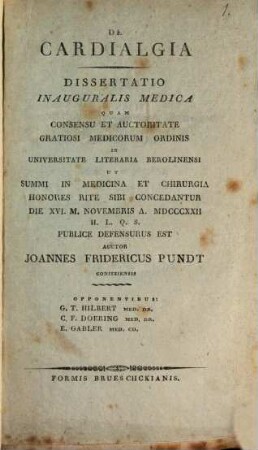 1.
DE
CARDIALGIA
DISSERTATIO
INAUGURALIS MEDICA
QUAM
CONSENSU ET AUCTORITATE
GRATIOSI MEDICORUM ORDINIS
IN
UNIVERSITATE LITERARIA BEROLINENSI
UT
SUMMI IN MEDICINA ET CHIRURGIA
HONORES RITE SIBI CONCEDANTUR
DIE XVI. M. NOVEMBRIS A. MDCCCXXII
H. L. Q. S.
PUBLICE DEFENSURUS EST
AUCTOR
JOANNES FRIDERICUS PUNDT
OPPONENTIBUS:
G. T. HILBERT MED. DR.
C. F. DOERING MED. DR.
E. GABLER MED. CD.
FORMIS BRUESCHCKIANIS.